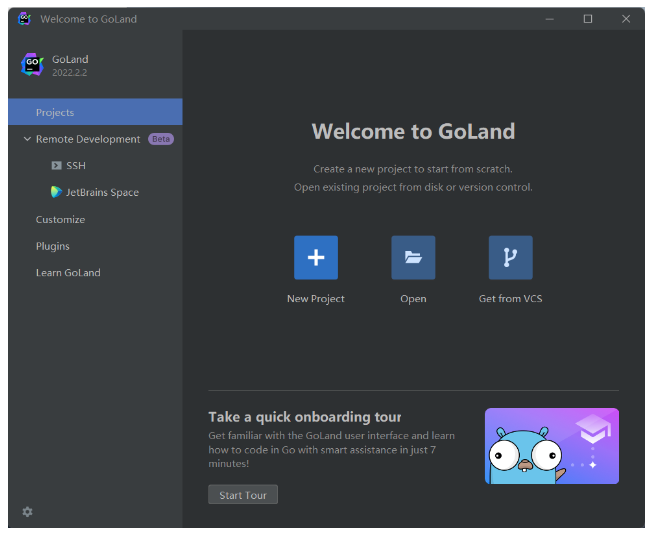 Welcome to GoLand
GoLand
2022.2.2
Projects
Remote Development Beta
SSH
JetBrains Space
Customize
Plugins
Learn GoLand
Welcome to GoLand
Create a new project to start from scratch.
Open existing project from disk or version control.
New Project
Open
Get from VCS
Take a quick onboarding tour
Get familiar with the GoLand user interface and learn
how to code in Go with smart assistance in just 7
minutes!
Start Tour